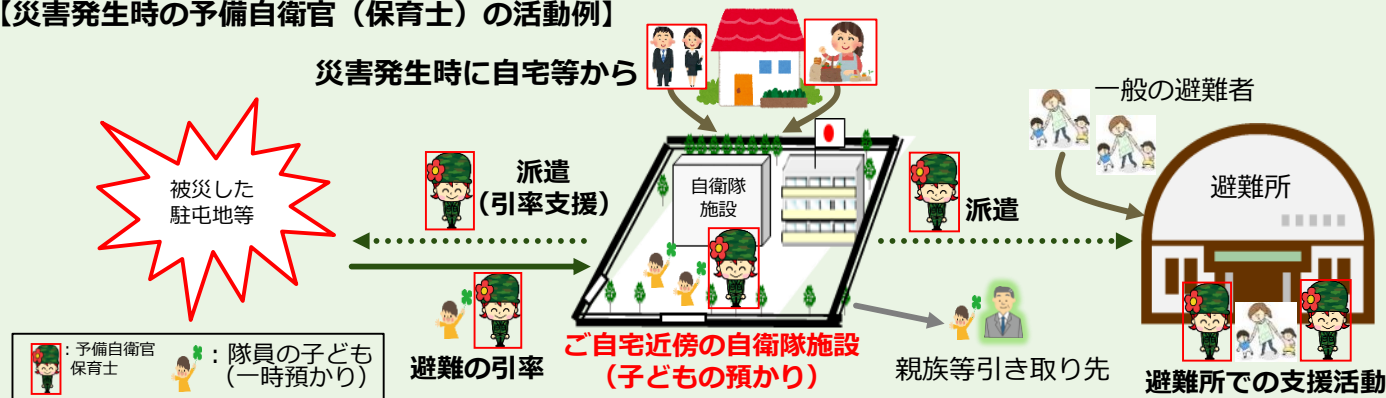 【災害発生時の予備自衛官（保育士）の活動例】
災害発生時に自宅等から
一般の避難者
被災した
駐屯地等
派遣
（引率支援）
自衛隊
施設
派遣
避難所
避難の引率
ご自宅近傍の自衛隊施設
（子どもの預かり）
親族等引き取り先
避難所での支援活動
：予備自衛官
保育士
：隊員の子ども
（一時預かり）